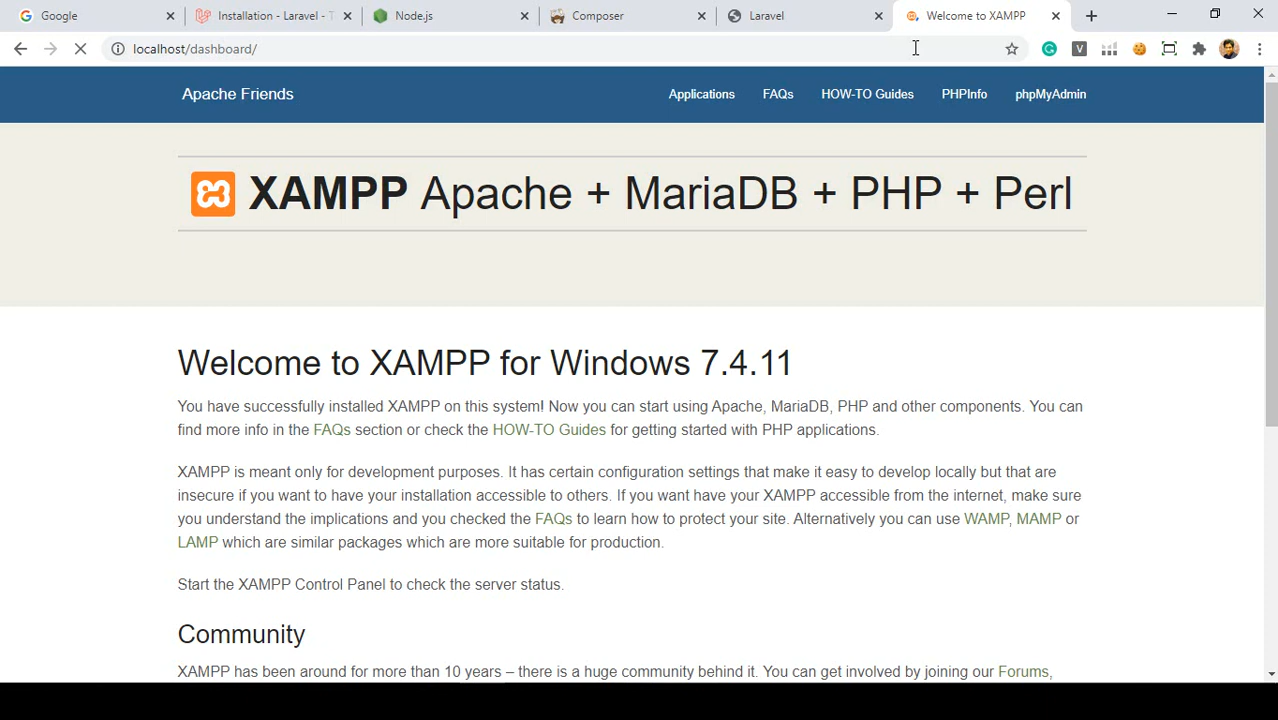 Google
Installation - Laravel - T
Node.js
Composer
Laravel
Welcome to XAMPP
localhost/dashboard/
Apache Friends
Applications
FAQs
HOW-TO Guides
PHPInfo
phpMyAdmin
XAMPP Apache + MariaDB + PHP + Perl
Welcome to XAMPP for Windows 7.4.11
You have successfully installed XAMPP on this system! Now you can start using Apache, MariaDB, PHP and other components. You can
find more info in the FAQs section or check the HOW-TO Guides for getting started with PHP applications.
XAMPP is meant only for development purposes. It has certain configuration settings that make it easy to develop locally but that are
insecure if you want to have your installation accessible to others. If you want have your XAMPP accessible from the internet, make sure
you understand the implications and you checked the FAQs to learn how to protect your site. Alternatively you can use WAMP, MAMP or
LAMP which are similar packages which are more suitable for production.
Start the XAMPP Control Panel to check the server status.
Community
XAMPP has been around for more than 10 years – there is a huge community behind it. You can get involved by joining our Forums,